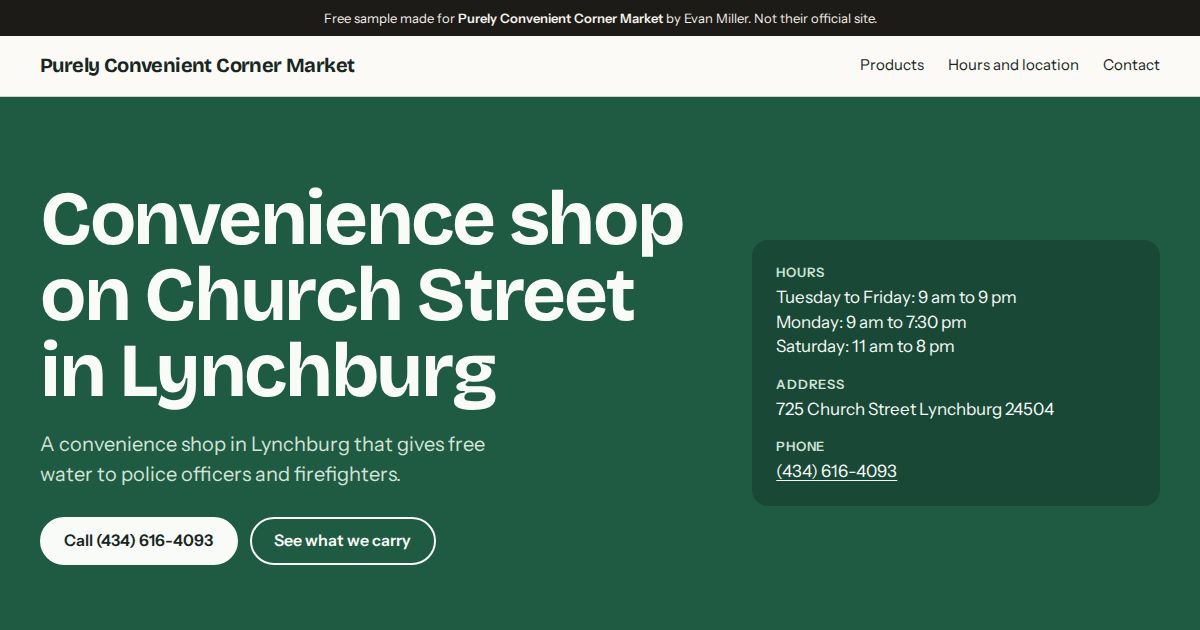 Free sample made for Purely Convenient Corner Market by Evan Miller. Not their official site.
Purely Convenient Corner Market
Products
Hours and location
Contact
Convenience shop
on Church Street
in Lynchburg
A convenience shop in Lynchburg that gives free
water to police officers and firefighters.
Call (434) 616-4093
See what we carry
HOURS
Tuesday to Friday: 9 am to 9 pm
Monday: 9 am to 7:30 pm
Saturday: 11 am to 8 pm
ADDRESS
725 Church Street Lynchburg 24504
PHONE
(434) 616-4093